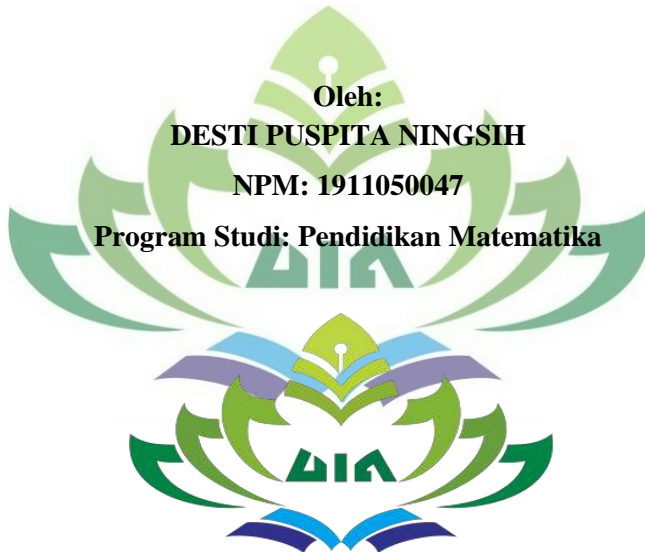 Oleh:
DESTI PUSPITA NINGSIH
NPM: 1911050047
Program Studi: Pendidikan Matematika
UIN
UIN